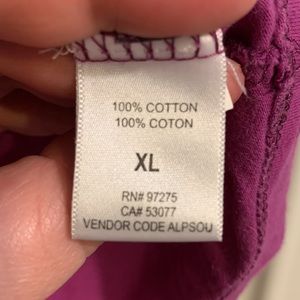 100% COTTON
100% COTON
XL
RN# 97275
CA# 53077
VENDOR CODE ALPSOU